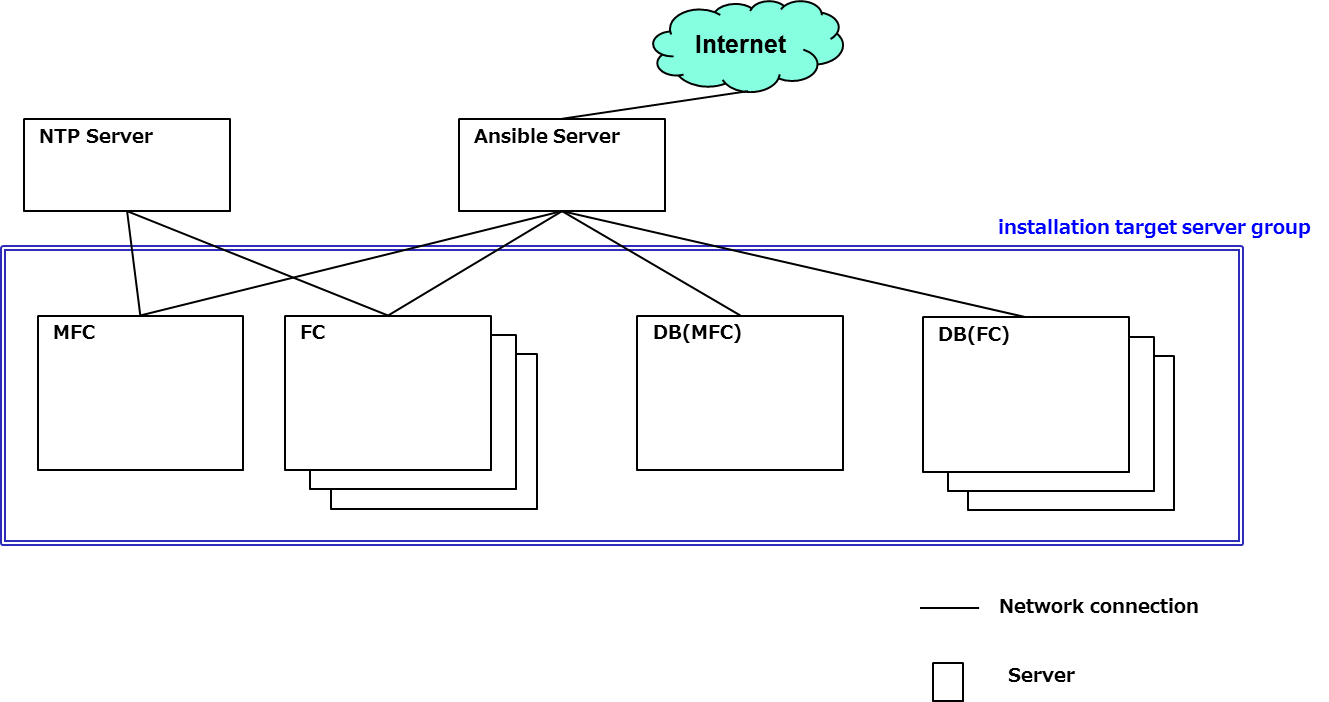 Internet
NTP Server
Ansible Server
installation target server group
MFC
FC
DB(MFC)
DB(FC)
Network connection
Server